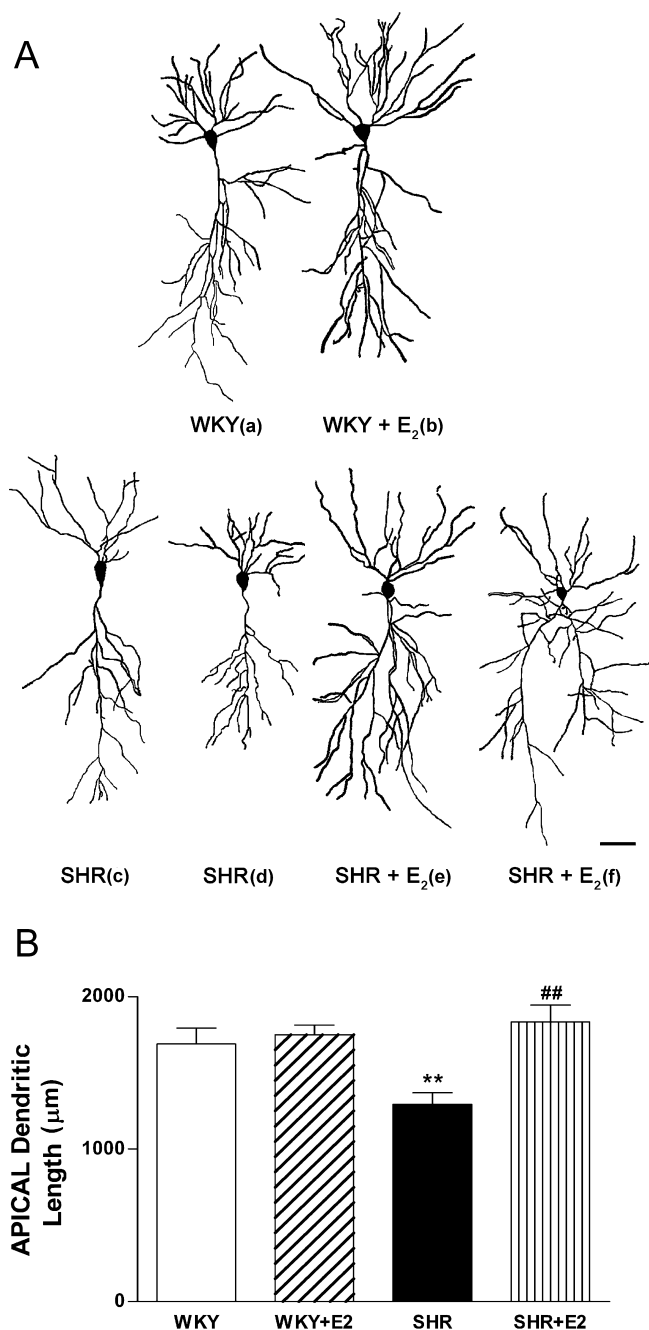 A
WKY(a) WKY + E₂(b)
SHR(c) SHR(d) SHR + E₂(e) SHR + E₂(f)
B
APICAL Dendritic
Length (μm)
2000
1000
0
**
##
WKY WKY+E2 SHR SHR+E2